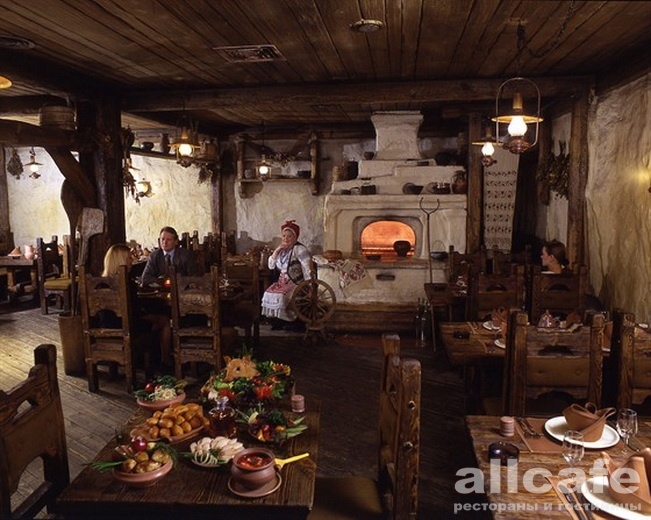 allcafe
рестораны и гостиницы